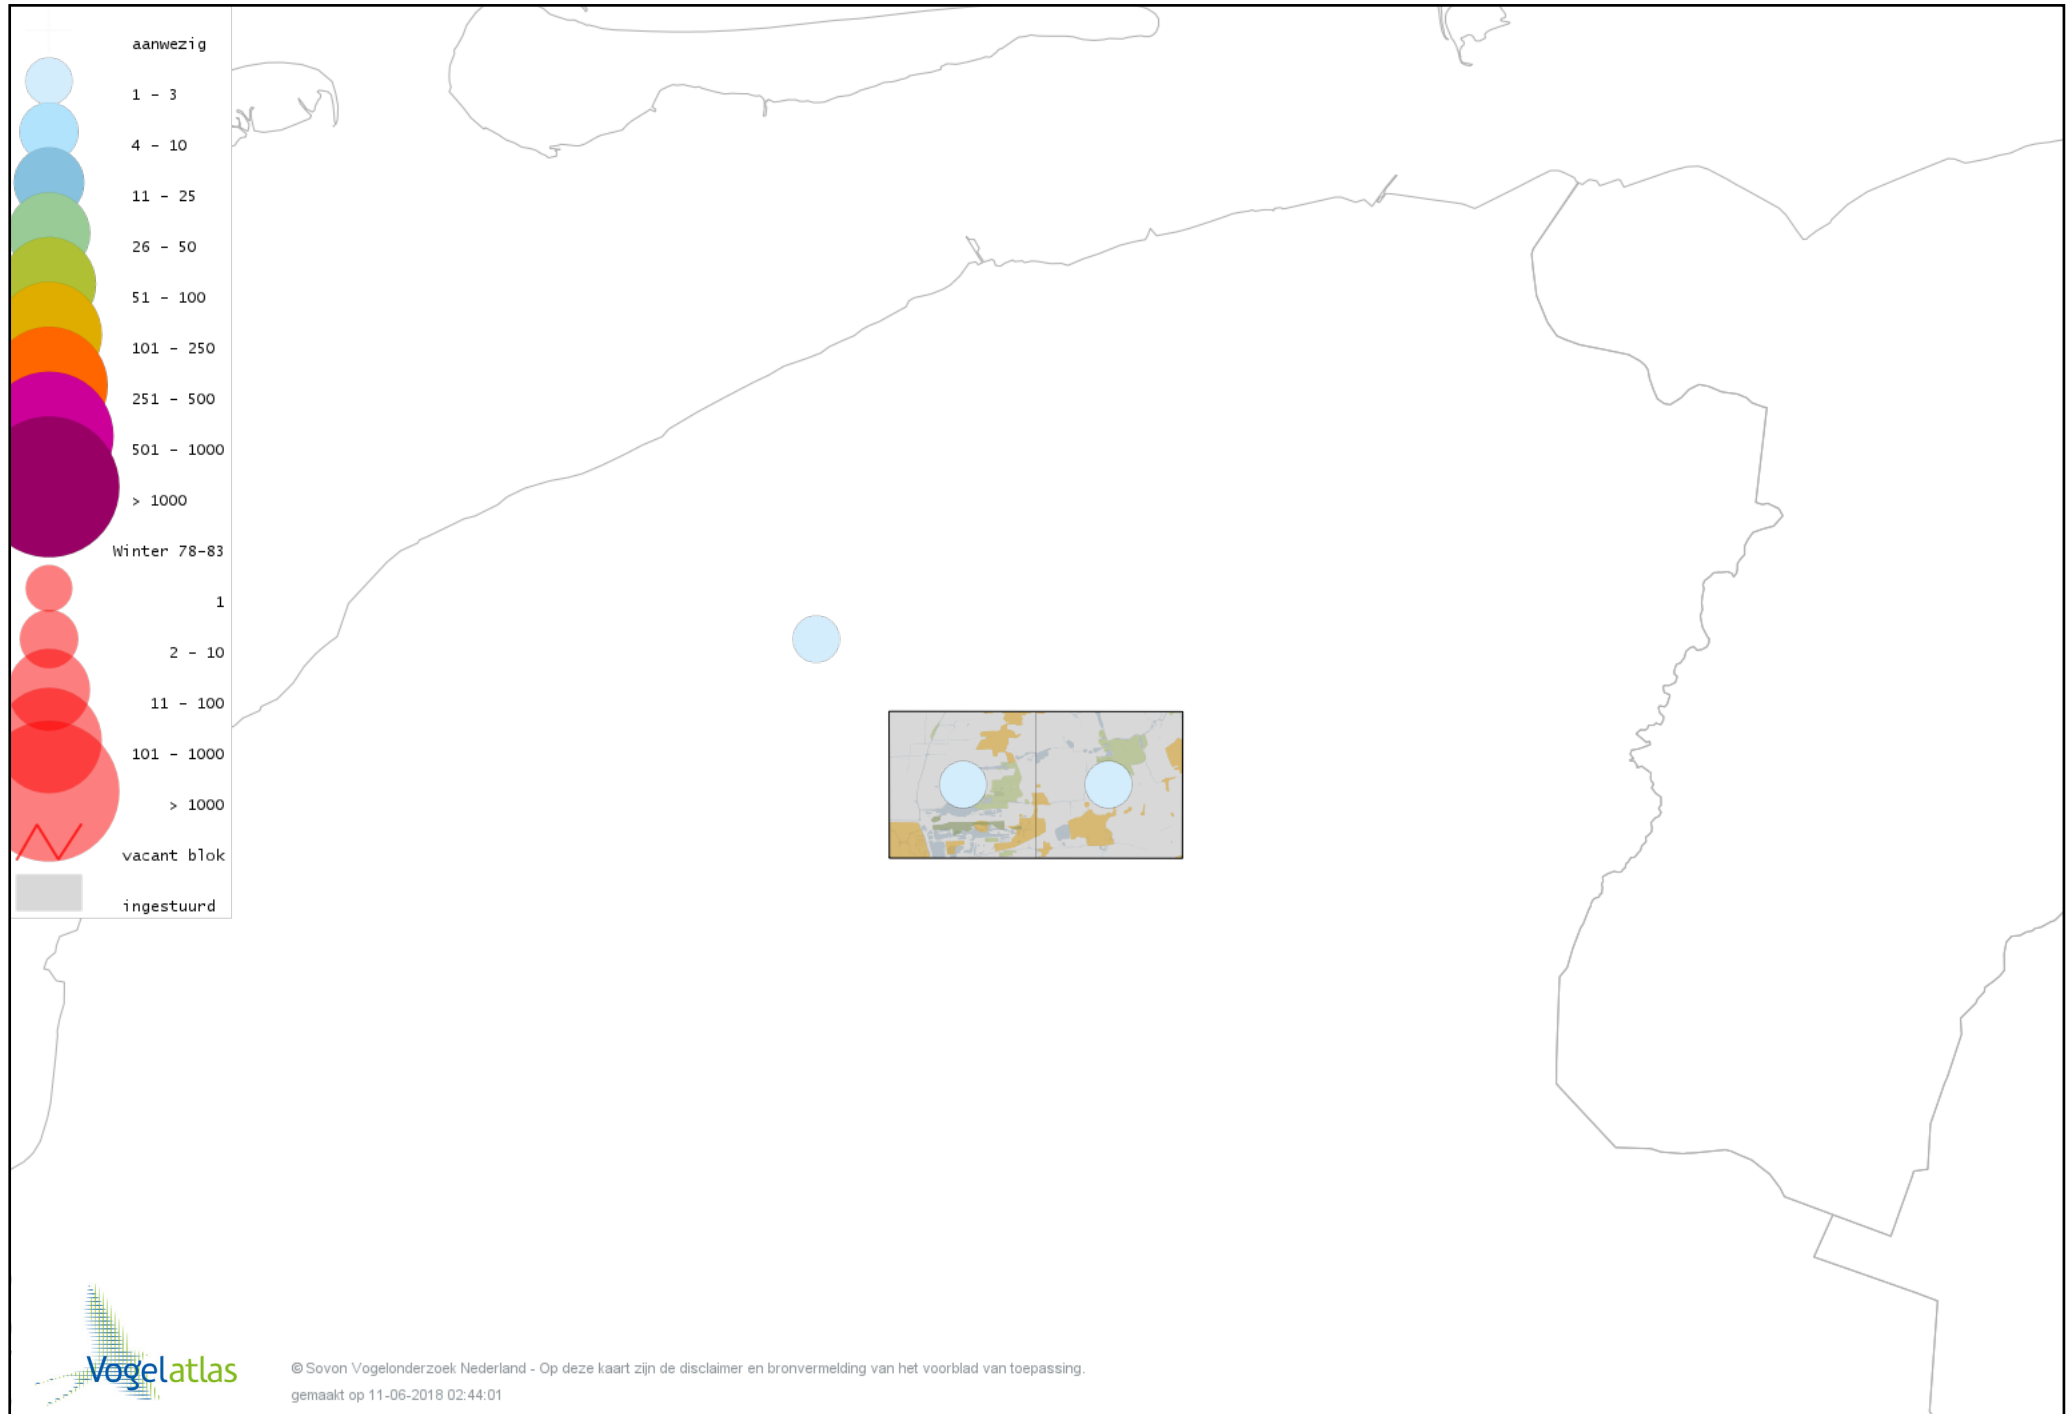 aanwezig
1 - 3
4 - 10
11 - 25
26 - 50
51 - 100
101 - 250
251 - 500
501 - 1000
> 1000
Winter 78-83
1
2 - 10
11 - 100
101 - 1000
> 1000
vacant blok
ingestuurd
Vogelatlas
© Sovon Vogelonderzoek Nederland - Op deze kaart zijn de disclaimer en bronvermelding van het voorblad van toepassing.
gemaakt op 11-06-2018 02:44:01